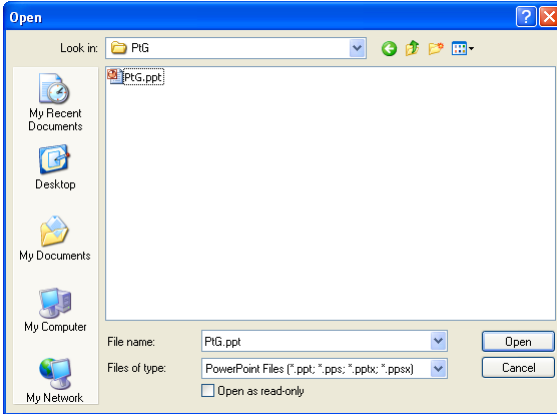 Open
Look in:
PtG
PtG.ppt
My Recent
Documents
Desktop
My Documents
My Computer
My Network
File name:
PtG.ppt
Open
Files of type:
PowerPoint Files (*.ppt; *.pps; *.pptx; *.ppsx)
Cancel
Open as read-only